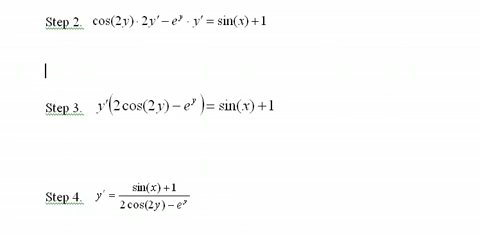 Step 2. cos(2y)· 2y′ − e^y · y′ = sin(x)+1
Step 3. y′(2cos(2y) − e^y) = sin(x)+1
Step 4. y′ = (sin(x)+1)/(2cos(2y) − e^y)